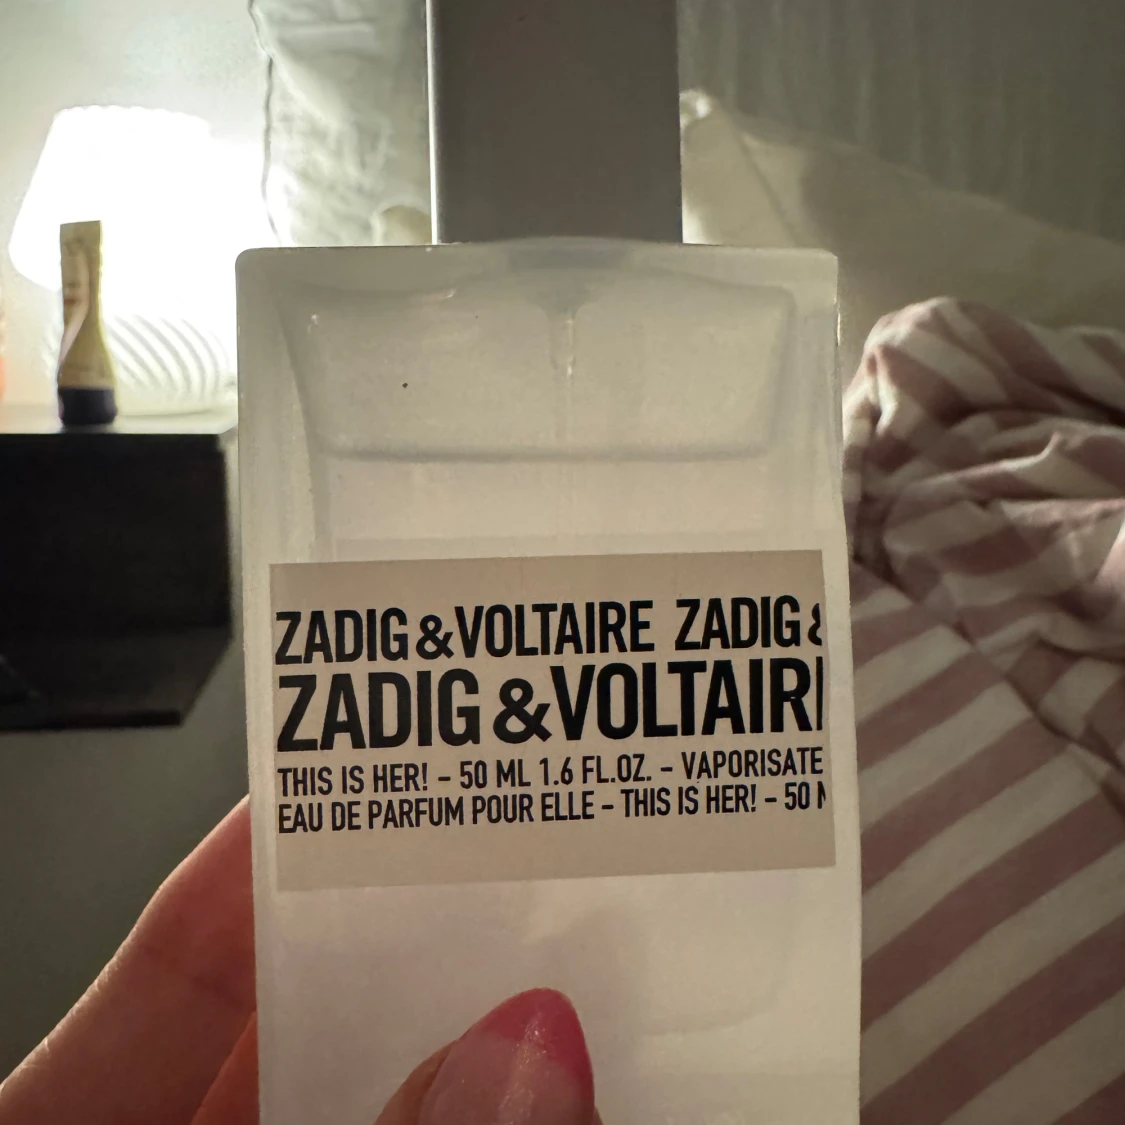 ZADIG&VOLTAIRE ZADIG &
ZADIG &VOLTAIRE
THIS IS HER! – 50 ML 1.6 FL.OZ. – VAPORISATE
EAU DE PARFUM POUR ELLE – THIS IS HER! – 50 M